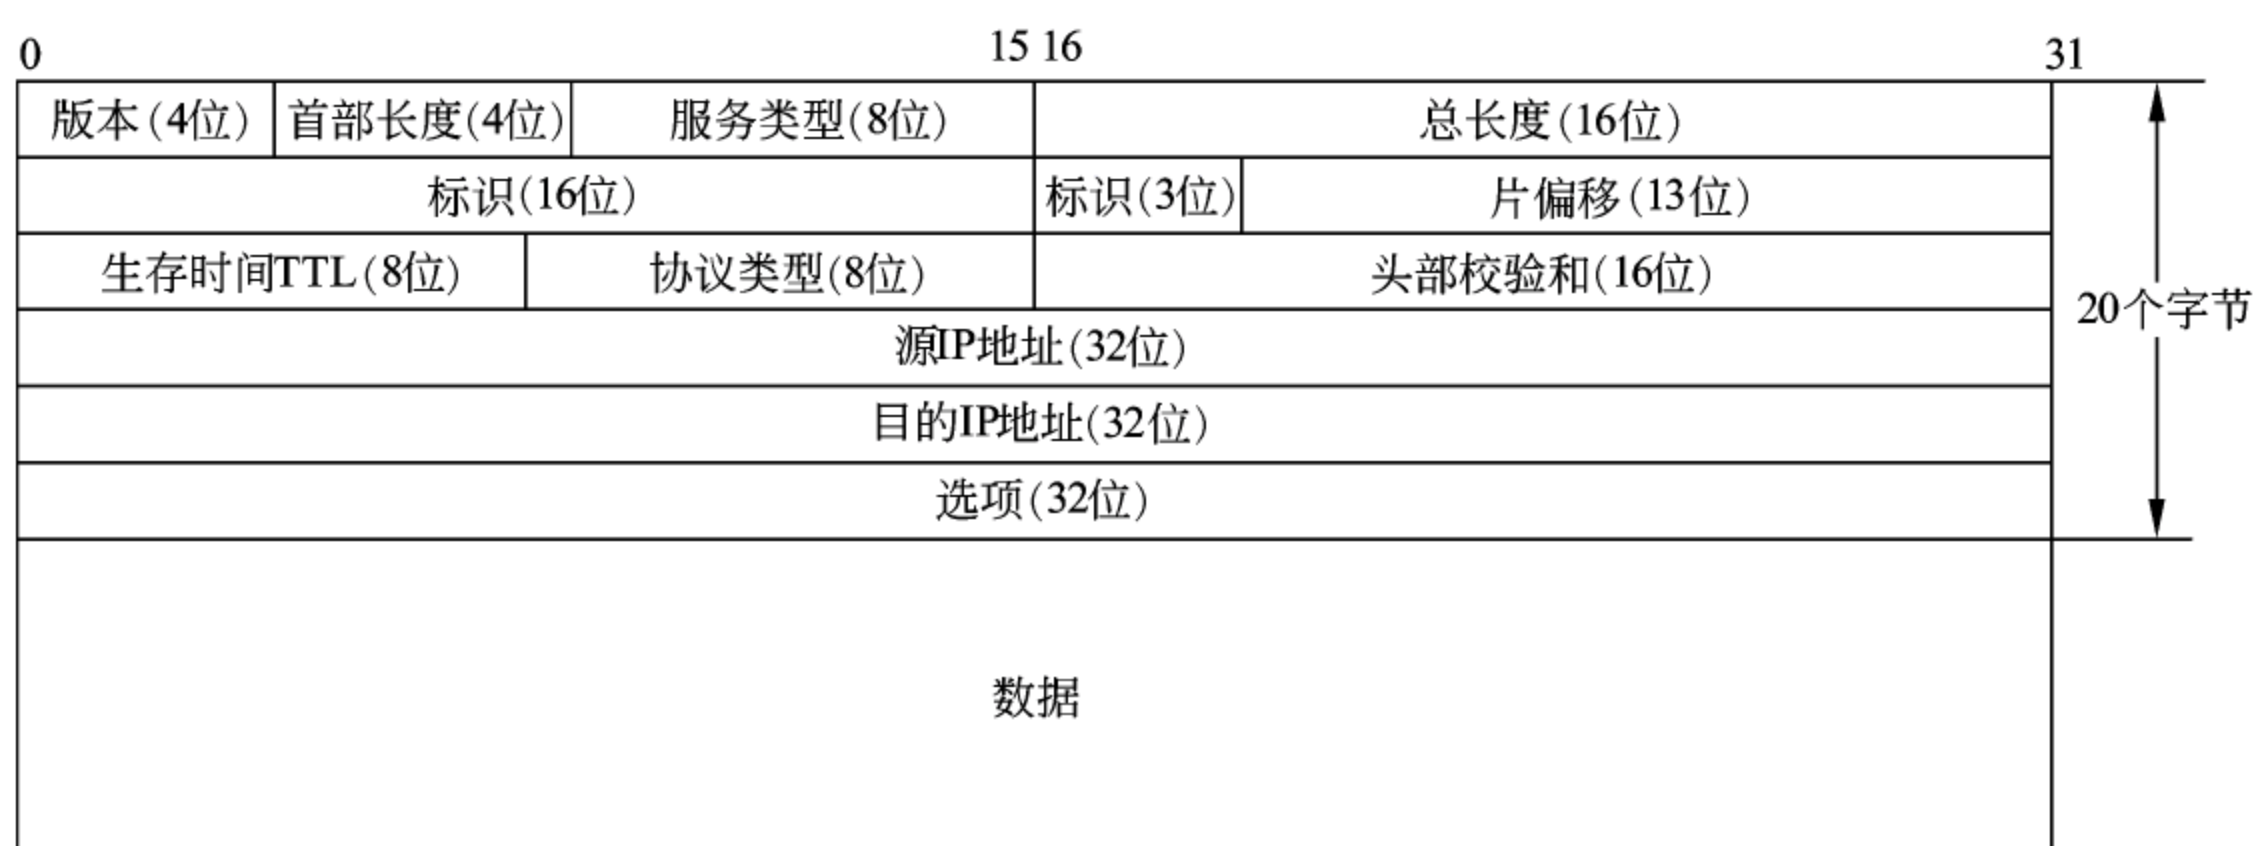 0 15 16 31
版本(4位) 首部长度(4位) 服务类型(8位) 总长度(16位)
标识(16位) 标识(3位) 片偏移(13位)
生存时间TTL(8位) 协议类型(8位) 头部校验和(16位)
20个字节
源IP地址(32位)
目的IP地址(32位)
选项(32位)
数据